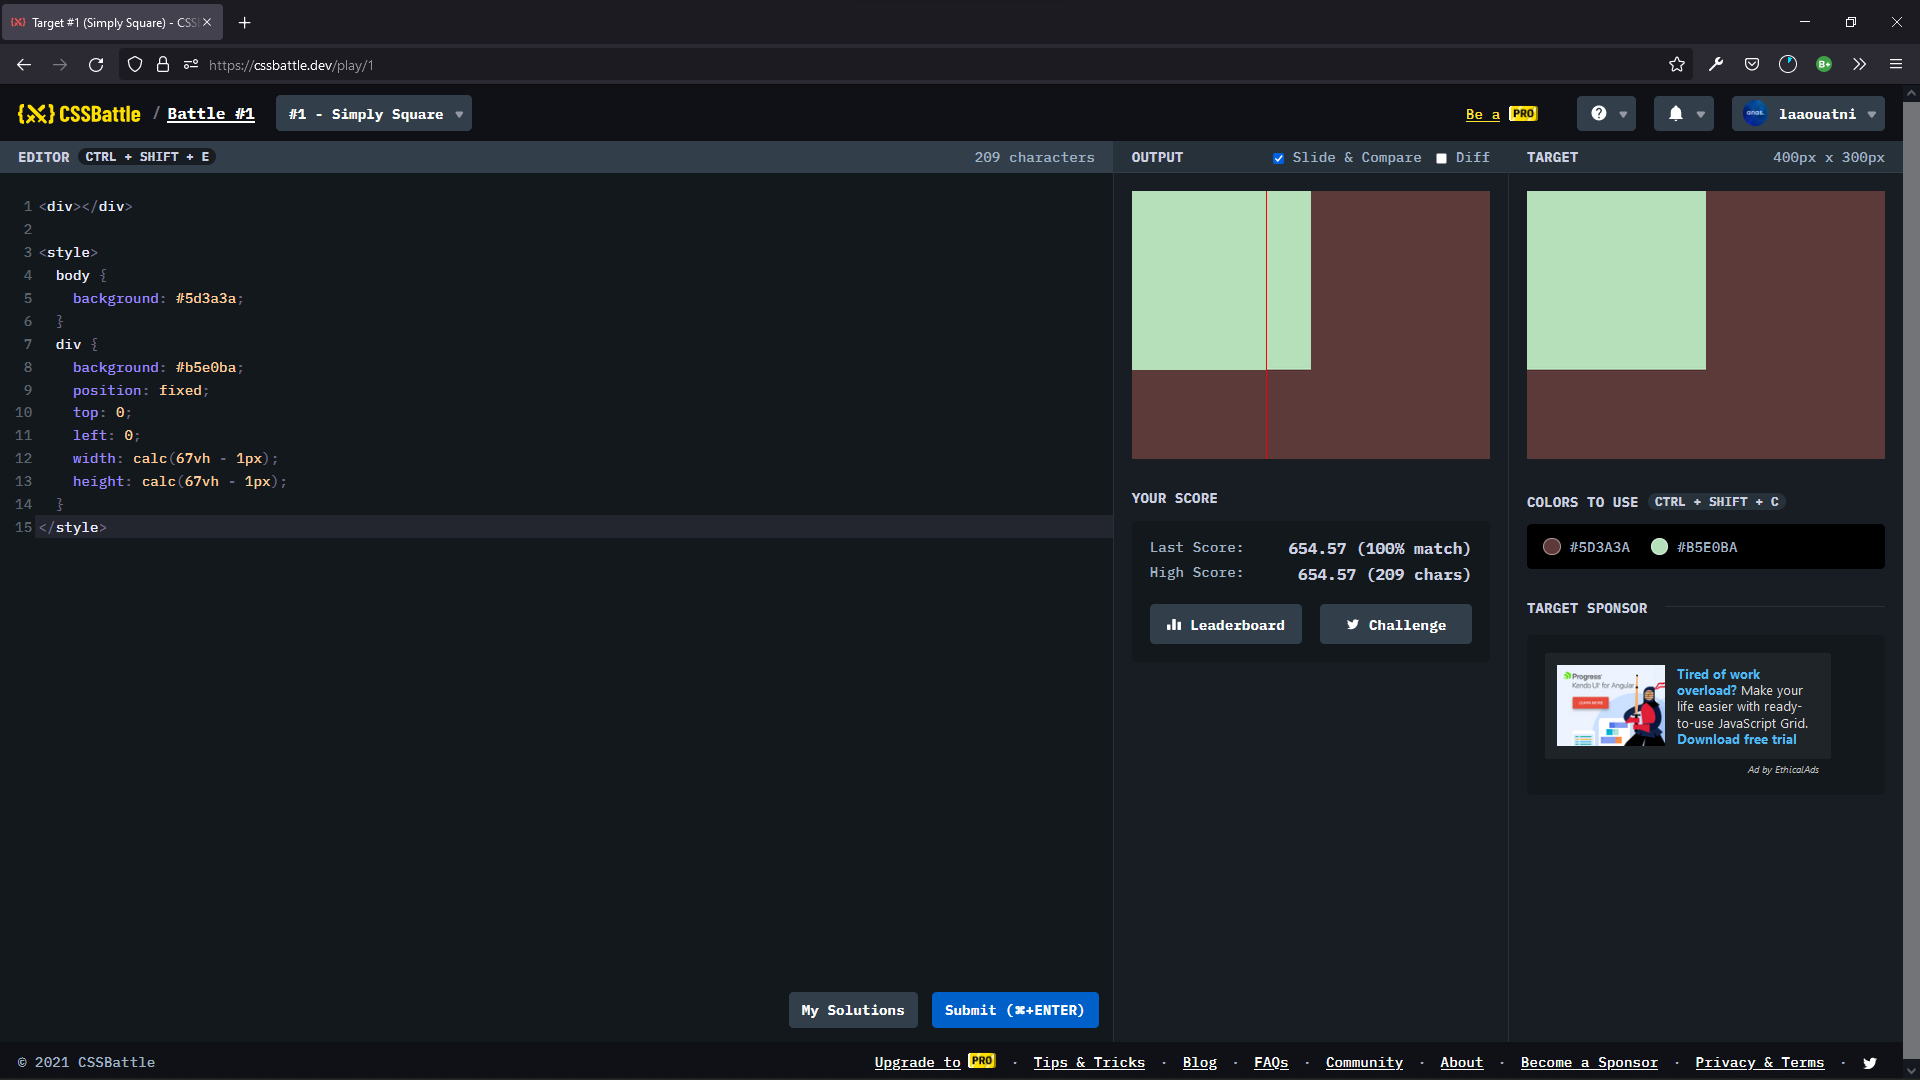 Target #1 (Simply Square) - CSS
https://cssbattle.dev/play/1
CSSBattle / Battle #1
#1 - Simply Square
Be a PRO
laaouatni
EDITOR CTRL + SHIFT + E
209 characters
OUTPUT
Slide & Compare
Diff
TARGET
400px x 300px
1 <div></div>
2
3 <style>
4 body {
5 background: #5d3a3a;
6 }
7 div {
8 background: #b5e0ba;
9 position: fixed;
10 top: 0;
11 left: 0;
12 width: calc(67vh - 1px);
13 height: calc(67vh - 1px);
14 }
15 </style>
YOUR SCORE
Last Score: 654.57 (100% match)
High Score: 654.57 (209 chars)
Leaderboard
Challenge
COLORS TO USE CTRL + SHIFT + C
#5D3A3A #B5E0BA
TARGET SPONSOR
Progress
Kendo UI for Angular
LEARN MORE
Tired of work
overload? Make your
life easier with ready-
to-use JavaScript Grid.
Download free trial
Ad by EthicalAds
My Solutions
Submit (⌘+ENTER)
© 2021 CSSBattle
Upgrade to PRO · Tips & Tricks · Blog · FAQs · Community · About · Become a Sponsor · Privacy & Terms ·